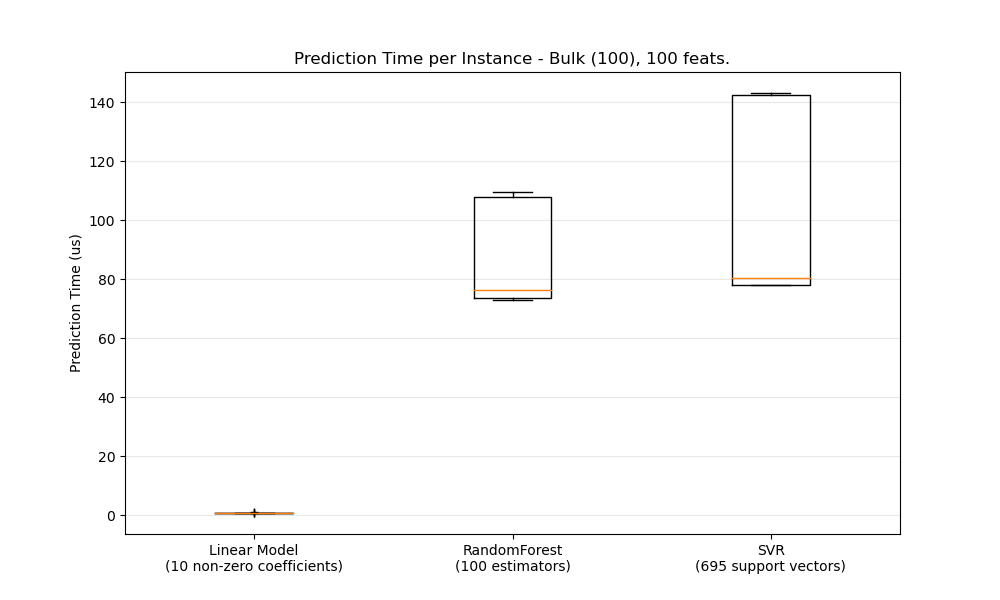 Prediction Time per Instance - Bulk (100), 100 feats.
Prediction Time (us)
140
120
100
80
60
40
20
0
Linear Model
(10 non-zero coefficients)
RandomForest
(100 estimators)
SVR
(695 support vectors)